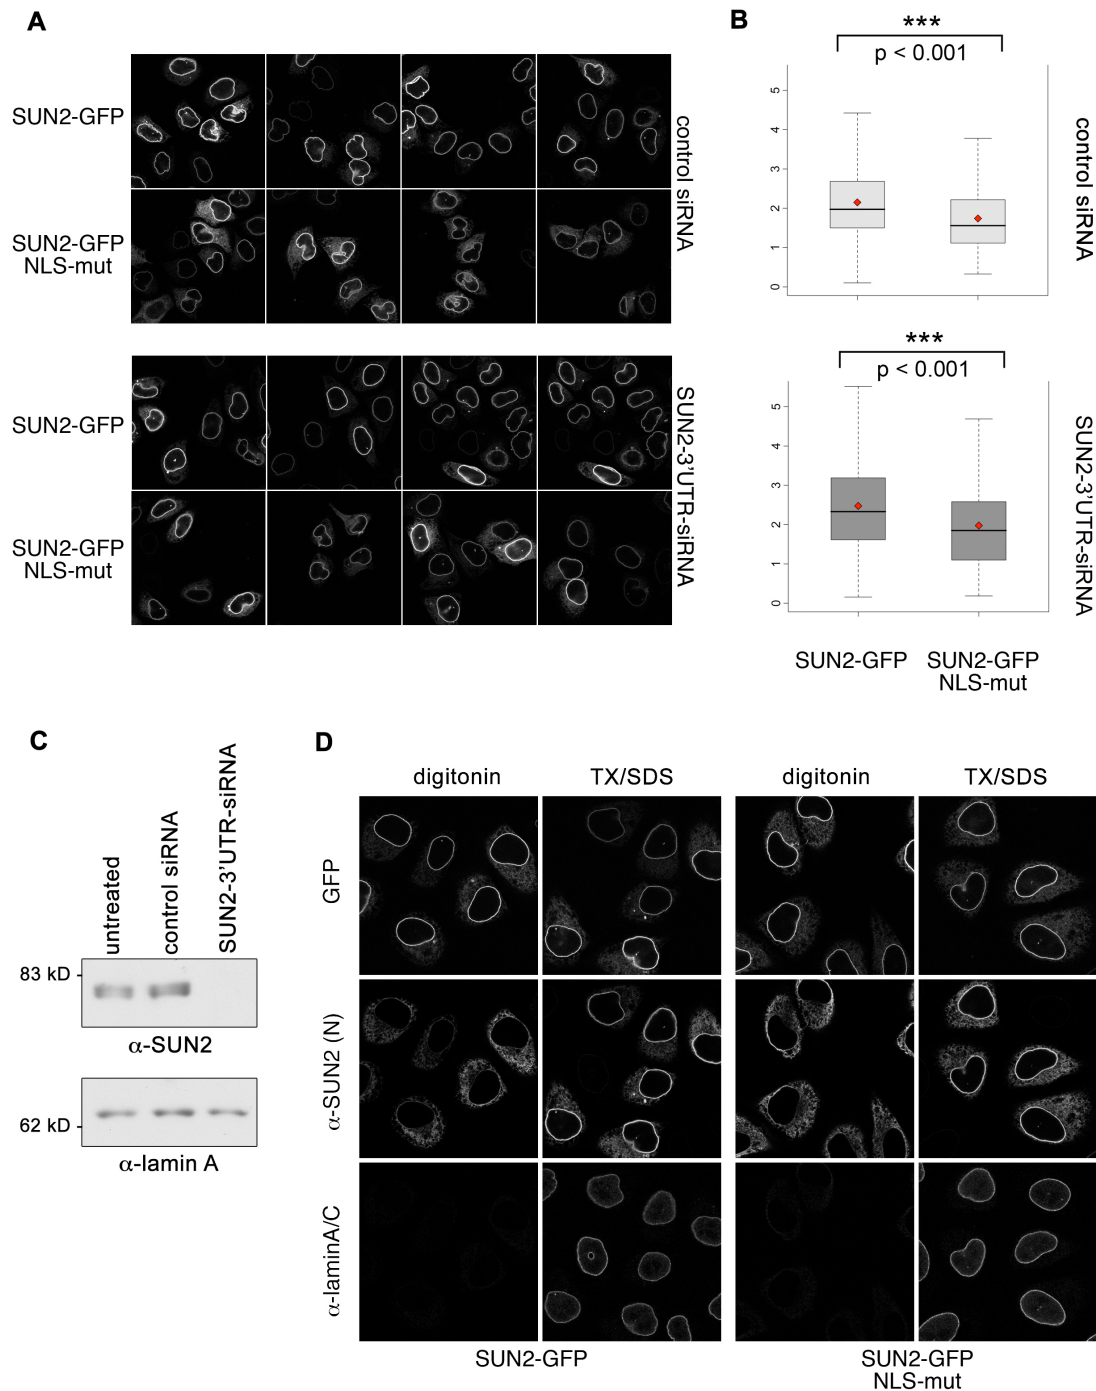 A
SUN2-GFP
SUN2-GFP
NLS-mut
control siRNA
SUN2-GFP
SUN2-GFP
NLS-mut
SUN2-3'UTR-siRNA
B
***
p < 0.001
5
4
3
2
1
0
control siRNA
***
p < 0.001
5
4
3
2
1
0
SUN2-3'UTR-siRNA
SUN2-GFP
SUN2-GFP
NLS-mut
C
untreated
control siRNA
SUN2-3'UTR-siRNA
83 kD
α-SUN2
62 kD
α-lamin A
D
digitonin
TX/SDS
digitonin
TX/SDS
GFP
α-SUN2 (N)
α-laminA/C
SUN2-GFP
SUN2-GFP
NLS-mut